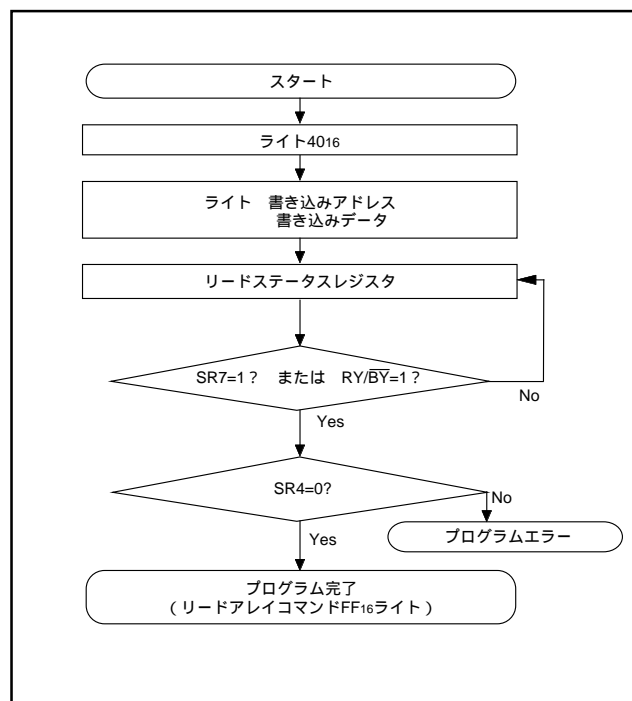 スタート
ライト4016
ライト　書き込みアドレス
書き込みデータ
リードステータスレジスタ
SR7=1？　または　RY/B̅Y̅=1？
No
Yes
SR4=0?
No
プログラムエラー
Yes
プログラム完了
（リードアレイコマンドFF16ライト）